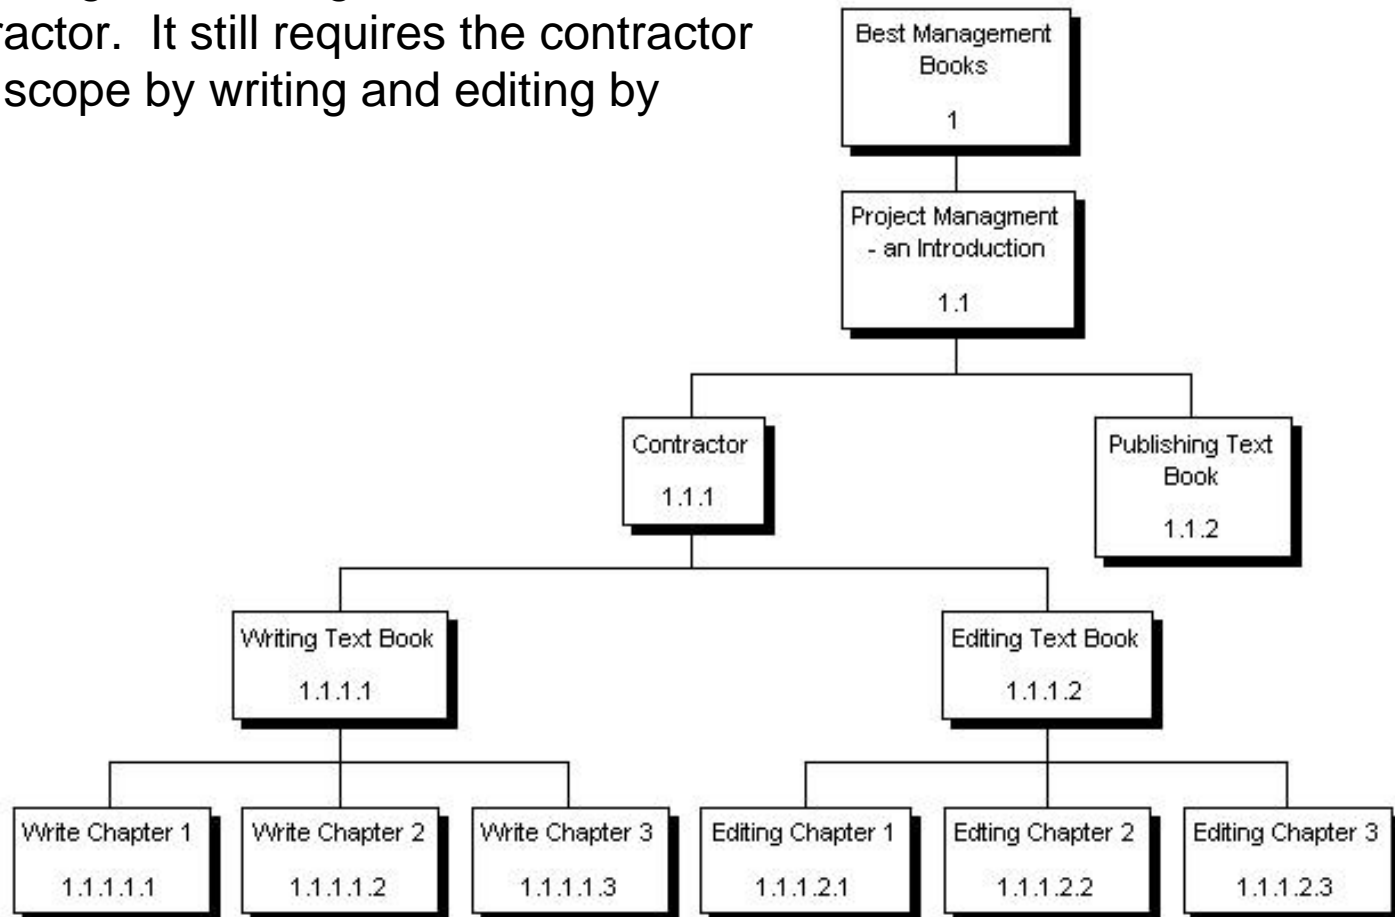 ractor.  It still requires the contractor
scope by writing and editing by
Best Management
Books
1
Project Managment
- an Introduction
1.1
Contractor
1.1.1
Publishing Text
Book
1.1.2
Writing Text Book
1.1.1.1
Editing Text Book
1.1.1.2
Write Chapter 1
1.1.1.1.1
Write Chapter 2
1.1.1.1.2
Write Chapter 3
1.1.1.1.3
Editing Chapter 1
1.1.1.2.1
Edting Chapter 2
1.1.1.2.2
Editing Chapter 3
1.1.1.2.3